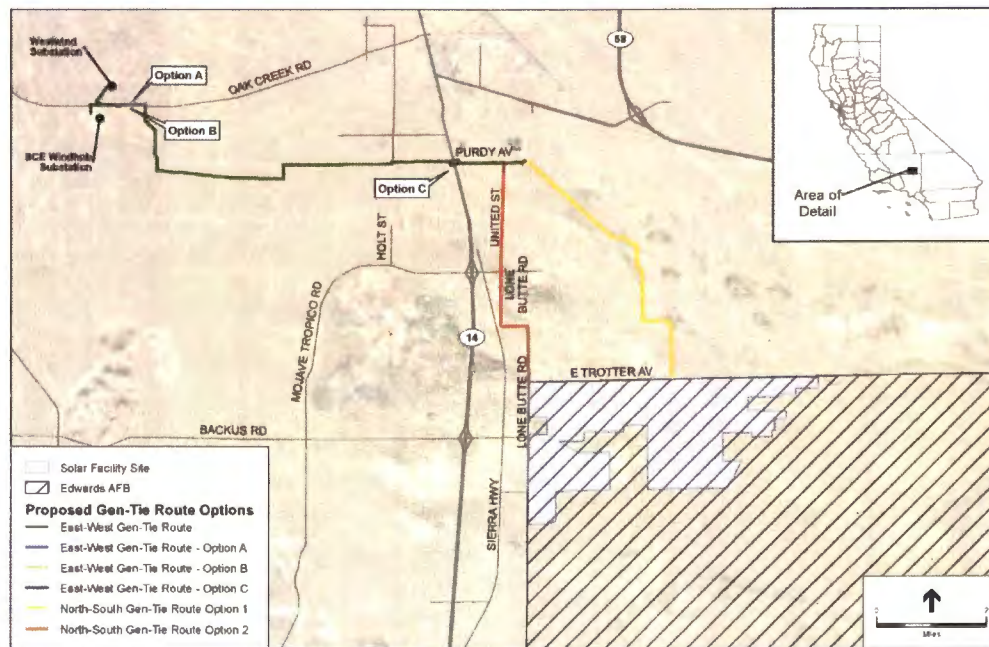 Westwind
Substation
Option A
OAK CREEK RD
Option B
SCE Windhub
Substation
58
PURDY AV
Option C
Area of
Detail
HOLT ST
UNITED ST
LONE
BUTTE RD
MOJAVE TROPICO RD
14
E TROTTER AV
LONE BUTTE RD
BACKUS RD
SIERRA HWY
Solar Facility Site
Edwards AFB
Proposed Gen-Tie Route Options
East-West Gen-Tie Route
East-West Gen-Tie Route - Option A
East-West Gen-Tie Route - Option B
East-West Gen-Tie Route - Option C
North-South Gen-Tie Route Option 1
North-South Gen-Tie Route Option 2
0 2
Miles